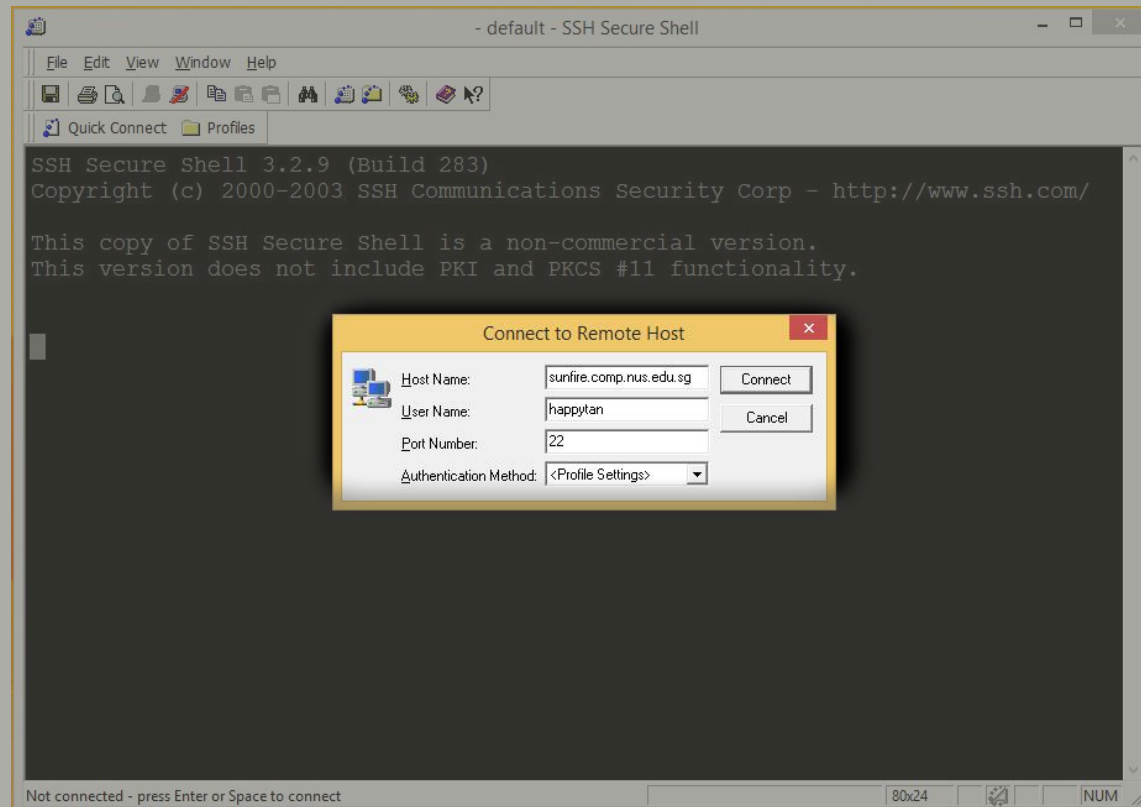 - default - SSH Secure Shell
File Edit View Window Help
Quick Connect Profiles
SSH Secure Shell 3.2.9 (Build 283)
Copyright (c) 2000-2003 SSH Communications Security Corp - http://www.ssh.com/
This copy of SSH Secure Shell is a non-commercial version.
This version does not include PKI and PKCS #11 functionality.
Connect to Remote Host
Host Name: sunfire.comp.nus.edu.sg Connect
User Name: happytan Cancel
Port Number: 22
Authentication Method: <Profile Settings>
Not connected - press Enter or Space to connect 80x24 NUM